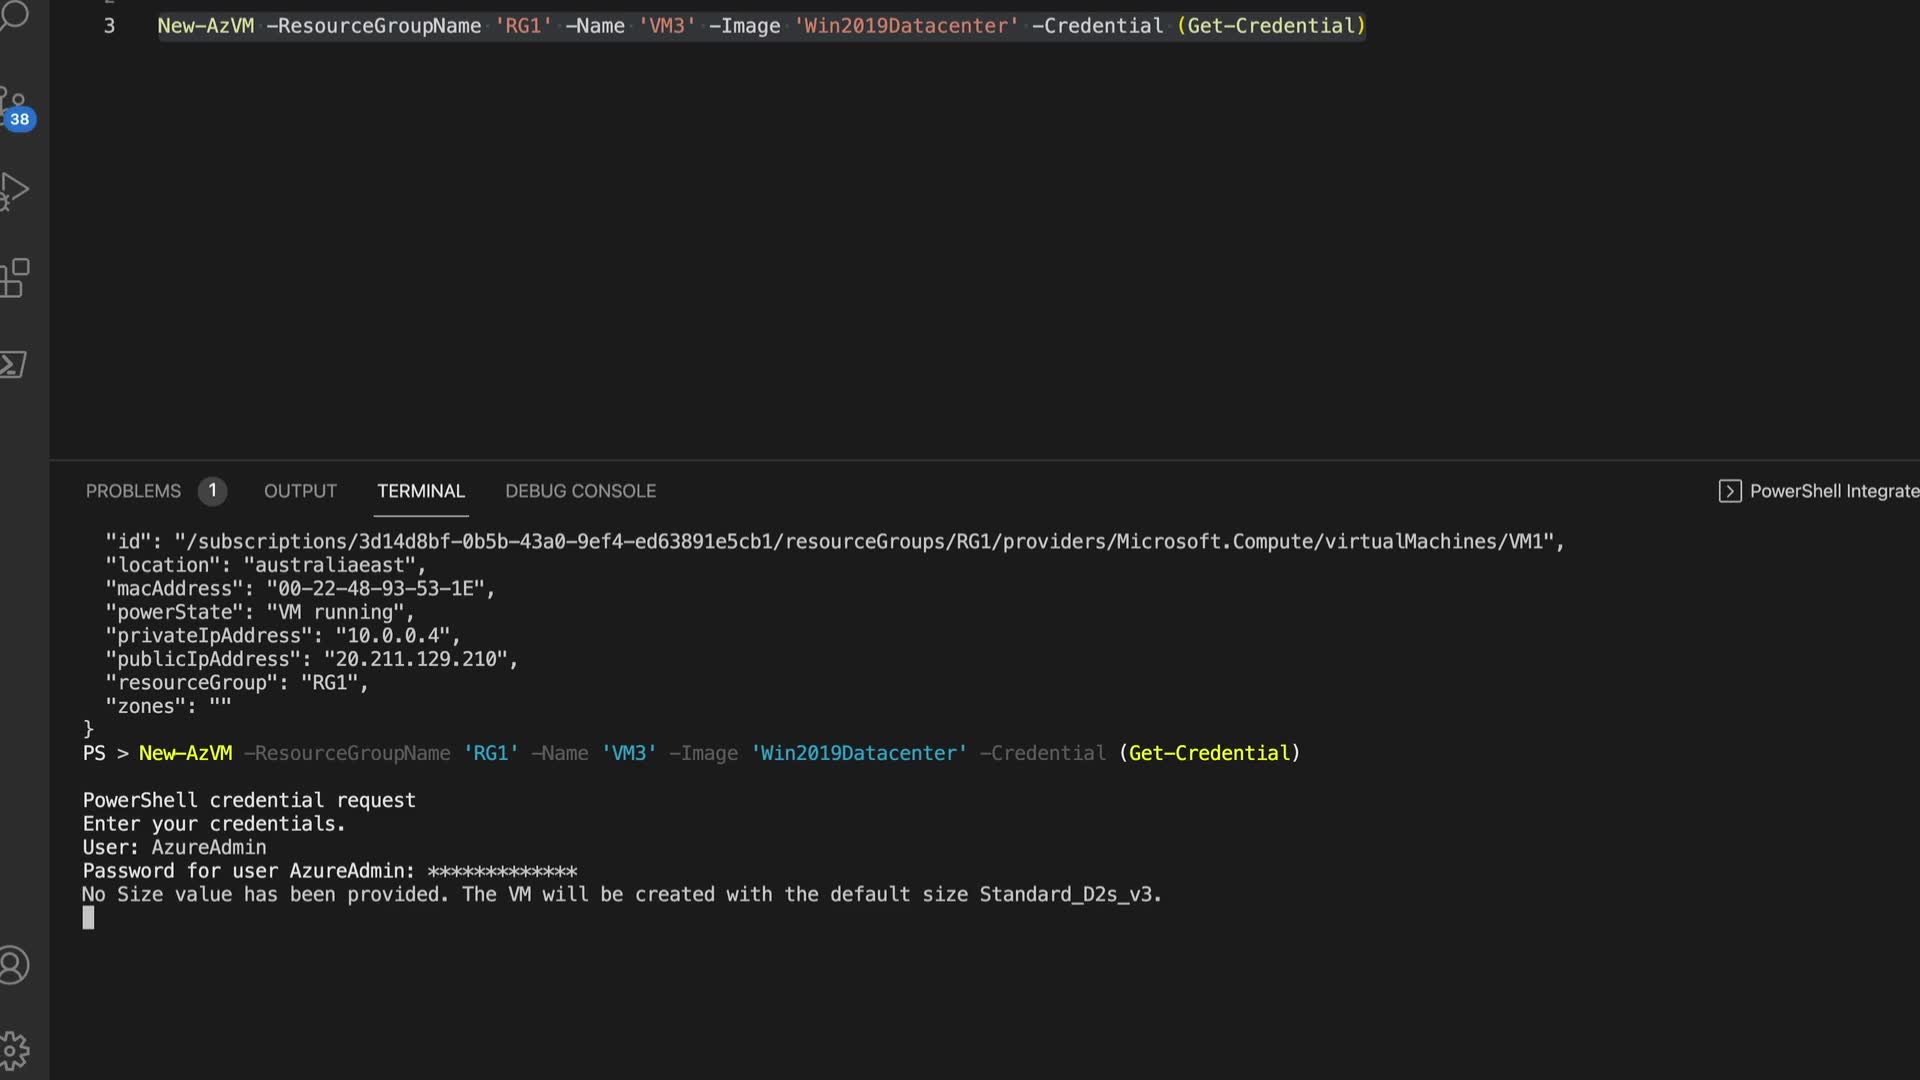 3 New-AzVM -ResourceGroupName 'RG1' -Name 'VM3' -Image 'Win2019Datacenter' -Credential (Get-Credential)
38
PROBLEMS 1 OUTPUT TERMINAL DEBUG CONSOLE PowerShell Integrate
"id": "/subscriptions/3d14d8bf-0b5b-43a0-9ef4-ed63891e5cb1/resourceGroups/RG1/providers/Microsoft.Compute/virtualMachines/VM1",
"location": "australiaeast",
"macAddress": "00-22-48-93-53-1E",
"powerState": "VM running",
"privateIpAddress": "10.0.0.4",
"publicIpAddress": "20.211.129.210",
"resourceGroup": "RG1",
"zones": ""
}
PS > New-AzVM -ResourceGroupName 'RG1' -Name 'VM3' -Image 'Win2019Datacenter' -Credential (Get-Credential)
PowerShell credential request
Enter your credentials.
User: AzureAdmin
Password for user AzureAdmin: *************
No Size value has been provided. The VM will be created with the default size Standard_D2s_v3.